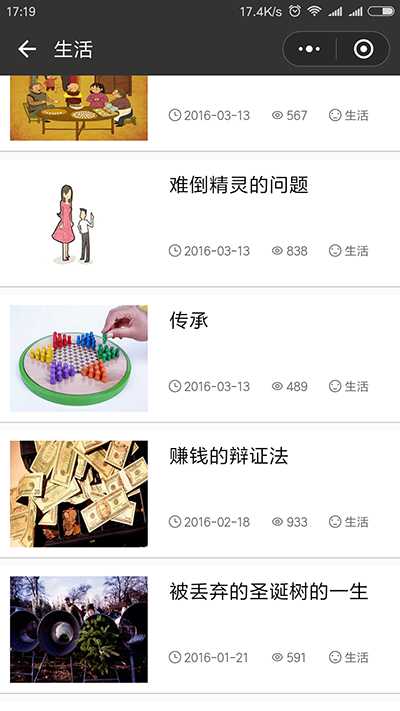 17:19 17.4K/s
生活
2016-03-13 567 生活
难倒精灵的问题
2016-03-13 838 生活
传承
2016-03-13 489 生活
赚钱的辩证法
2016-02-18 933 生活
被丢弃的圣诞树的一生
2016-01-21 591 生活